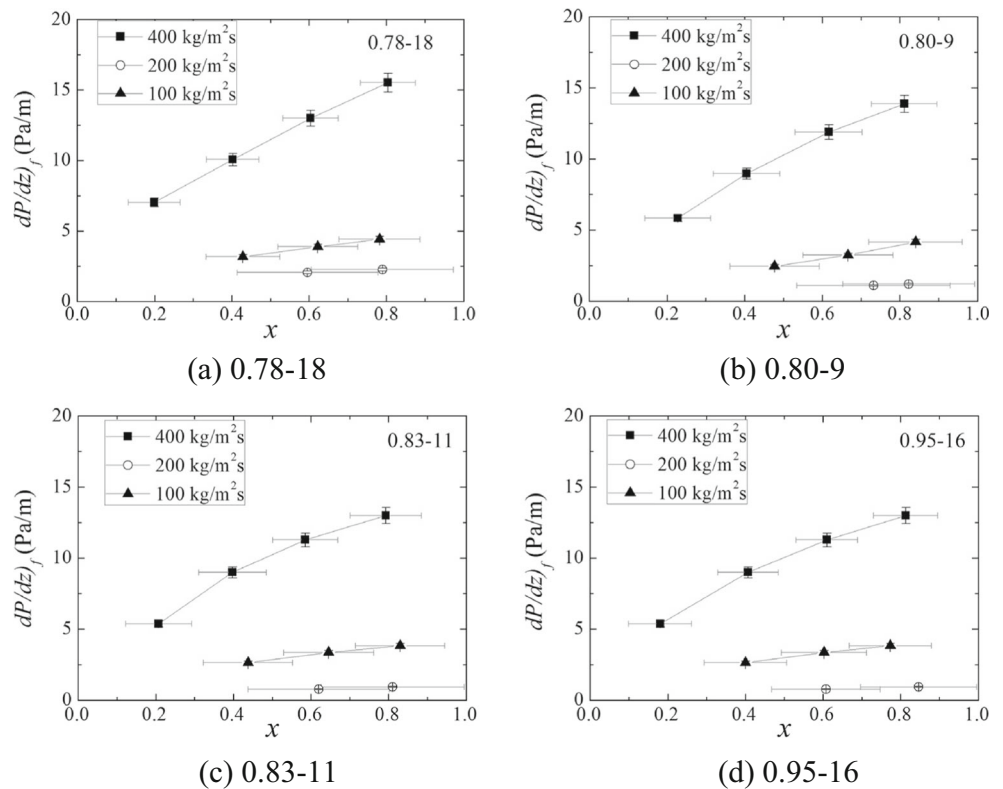 20
400 kg/m²s
0.78-18
200 kg/m²s
100 kg/m²s
15
10
5
0
dP/dz)f (Pa/m)
0.0 0.2 0.4 0.6 0.8 1.0
x
(a) 0.78-18
20
400 kg/m²s
0.80-9
200 kg/m²s
100 kg/m²s
15
10
5
0
dP/dz)f (Pa/m)
0.0 0.2 0.4 0.6 0.8 1.0
x
(b) 0.80-9
20
400 kg/m²s
0.83-11
200 kg/m²s
100 kg/m²s
15
10
5
0
dP/dz)f (Pa/m)
0.0 0.2 0.4 0.6 0.8 1.0
x
(c) 0.83-11
20
400 kg/m²s
0.95-16
200 kg/m²s
100 kg/m²s
15
10
5
0
dP/dz)f (Pa/m)
0.0 0.2 0.4 0.6 0.8 1.0
x
(d) 0.95-16